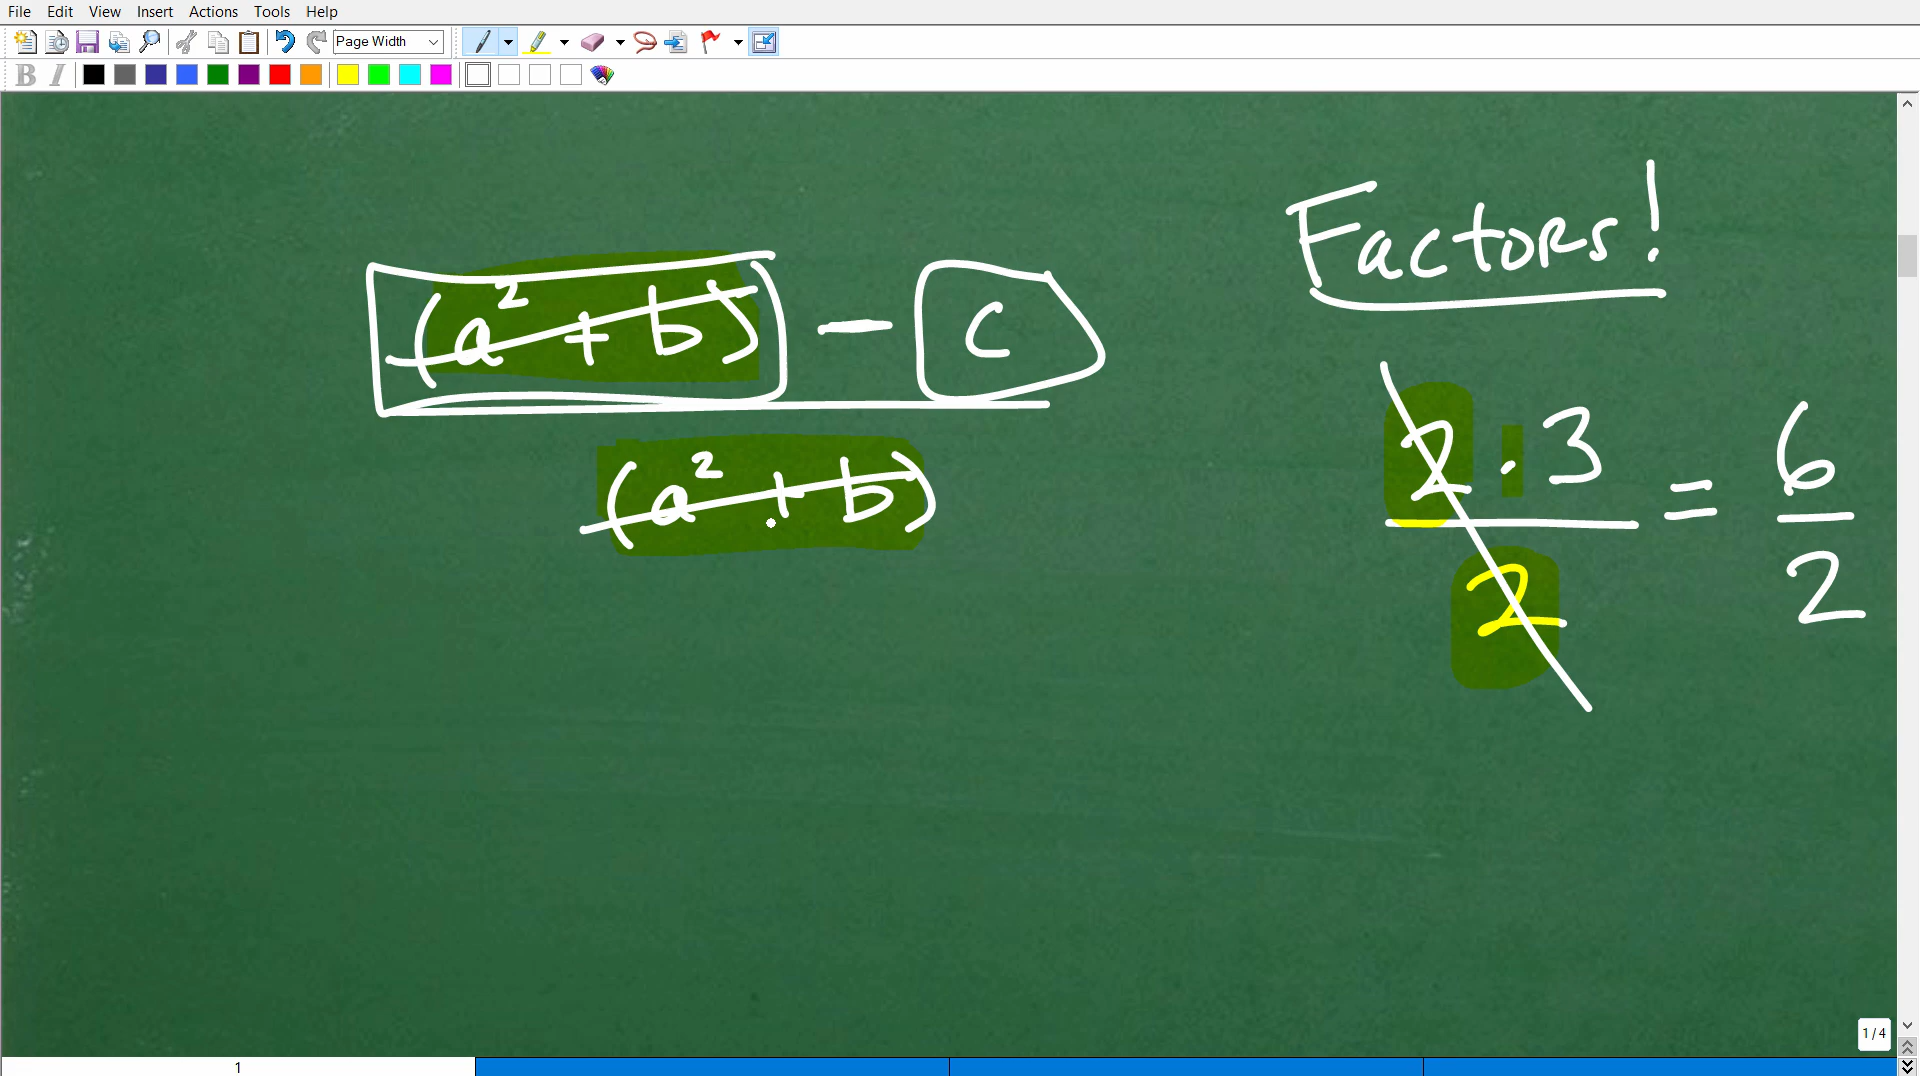 File Edit View Insert Actions Tools Help
Page Width
B I
Factors!
(a² + b) - c
(a² + b)
2 · 3 = 6
2 2
1 / 4
1